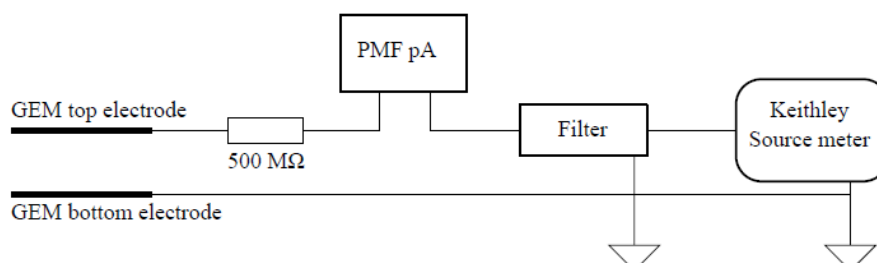 PMF pA
GEM top electrode
500 MΩ
Filter
Keithley
Source meter
GEM bottom electrode